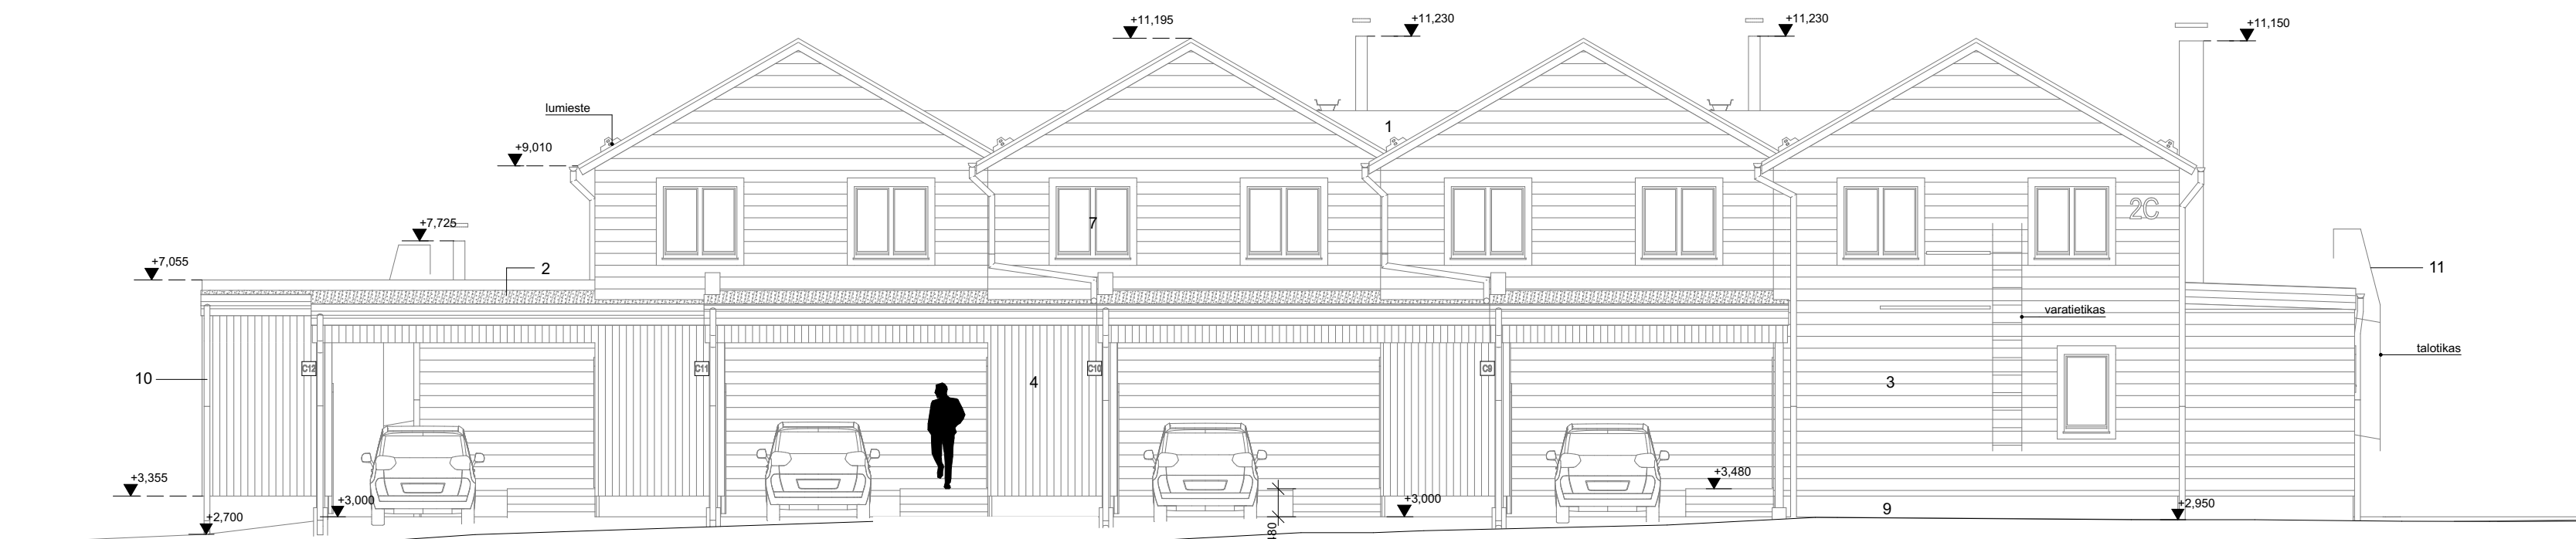 +11,195
+11,230
+11,230
+11,150
lumieste
1
+9,010
2C
+7,725
7
+7,055
2
11
varatietikas
talotikas
C12
C11
C10
C9
10
4
3
+3,355
+3,480
+3,000
+3,000
+2,950
9
+2,700
480